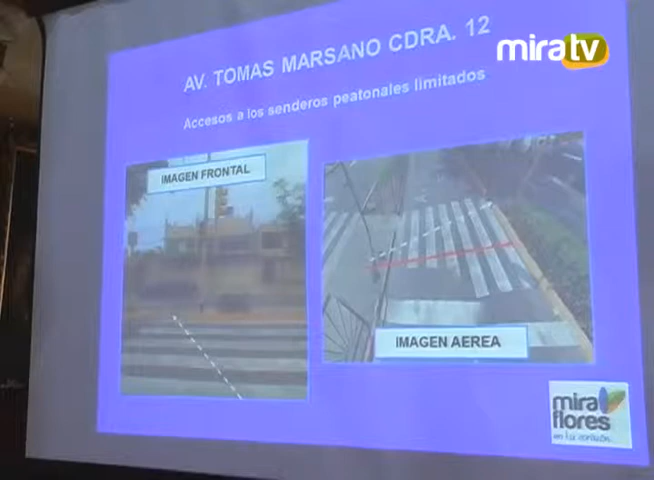 miratv
AV. TOMAS MARSANO CDRA. 12
Accesos a los senderos peatonales limitados
IMAGEN FRONTAL
IMAGEN AEREA
mira
flores
en tu corazón